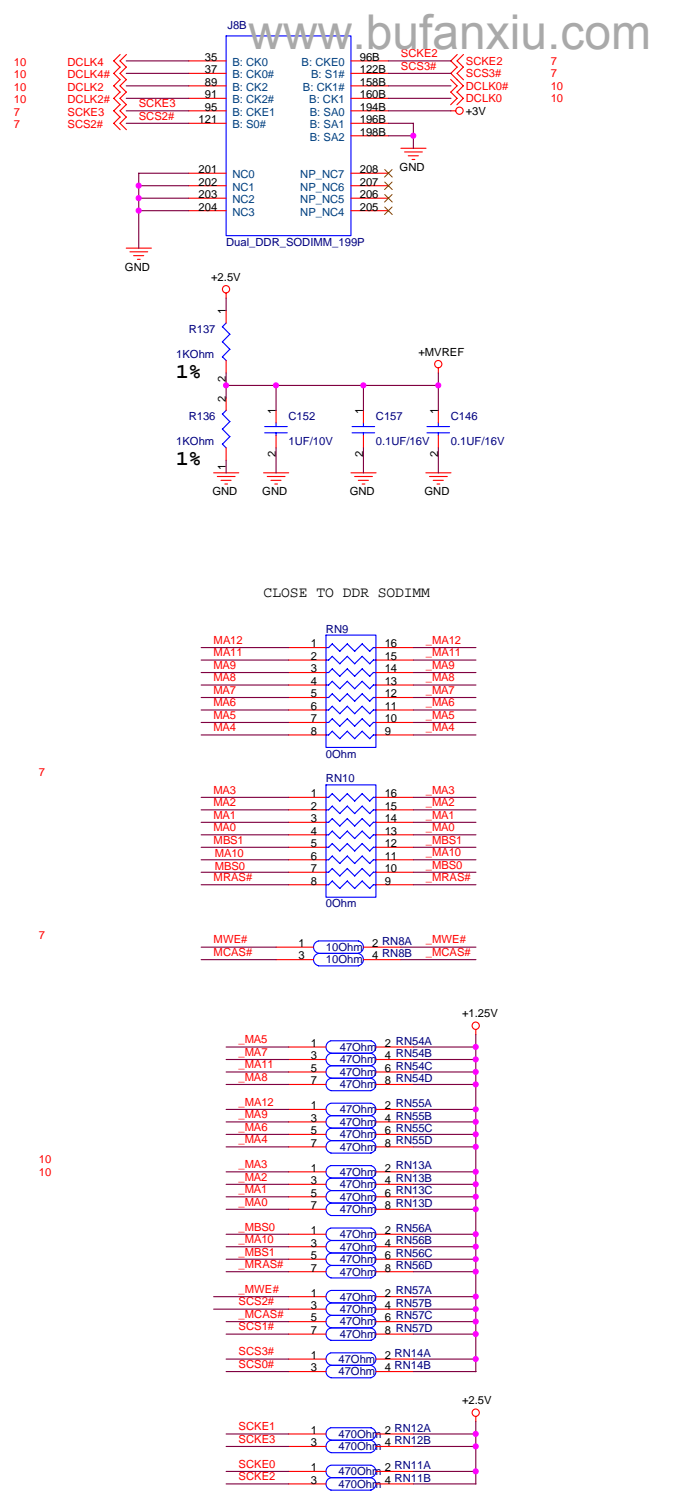 J8B
www.bufanxiu.com
10 DCLK4 35 B: CK0 B: CKE0 96B SCKE2 SCKE2 7
10 DCLK4# 37 B: CK0# B: S1# 122B SCS3# SCS3# 7
10 DCLK2 89 B: CK2 B: CK1# 158B DCLK0# 10
10 DCLK2# 91 B: CK2# B: CK1 160B DCLK0 10
7 SCKE3 SCKE3 95 B: CKE1 B: SA0 194B +3V
7 SCS2# SCS2# 121 B: S0# B: SA1 196B
B: SA2 198B
GND
201 NC0 NP_NC7 208
202 NC1 NP_NC6 207
203 NC2 NP_NC5 206
204 NC3 NP_NC4 205
Dual_DDR_SODIMM_199P
GND
+2.5V
1
R137
1KOhm
1%
2
+MVREF
2
R136
1KOhm
1%
1
1 C152 1UF/10V 2
1 C157 0.1UF/16V 2
1 C146 0.1UF/16V 2
GND GND GND GND
CLOSE TO DDR SODIMM
RN9
MA12 1 16 _MA12
MA11 2 15 _MA11
MA9 3 14 _MA9
MA8 4 13 _MA8
MA7 5 12 _MA7
MA6 6 11 _MA6
MA5 7 10 _MA5
MA4 8 9 _MA4
0Ohm
7
RN10
MA3 1 16 _MA3
MA2 2 15 _MA2
MA1 3 14 _MA1
MA0 4 13 _MA0
MBS1 5 12 _MBS1
MA10 6 11 _MA10
MBS0 7 10 _MBS0
MRAS# 8 9 _MRAS#
0Ohm
7
MWE# 1 10Ohm 2 RN8A _MWE#
MCAS# 3 10Ohm 4 RN8B _MCAS#
+1.25V
_MA5 1 47Ohm 2 RN54A
_MA7 3 47Ohm 4 RN54B
_MA11 5 47Ohm 6 RN54C
_MA8 7 47Ohm 8 RN54D
_MA12 1 47Ohm 2 RN55A
_MA9 3 47Ohm 4 RN55B
_MA6 5 47Ohm 6 RN55C
_MA4 7 47Ohm 8 RN55D
10
10
_MA3 1 47Ohm 2 RN13A
_MA2 3 47Ohm 4 RN13B
_MA1 5 47Ohm 6 RN13C
_MA0 7 47Ohm 8 RN13D
_MBS0 1 47Ohm 2 RN56A
_MA10 3 47Ohm 4 RN56B
_MBS1 5 47Ohm 6 RN56C
_MRAS# 7 47Ohm 8 RN56D
_MWE# 1 47Ohm 2 RN57A
SCS2# 3 47Ohm 4 RN57B
_MCAS# 5 47Ohm 6 RN57C
SCS1# 7 47Ohm 8 RN57D
SCS3# 1 47Ohm 2 RN14A
SCS0# 3 47Ohm 4 RN14B
+2.5V
SCKE1 1 470Ohm 2 RN12A
SCKE3 3 470Ohm 4 RN12B
SCKE0 1 470Ohm 2 RN11A
SCKE2 3 470Ohm 4 RN11B